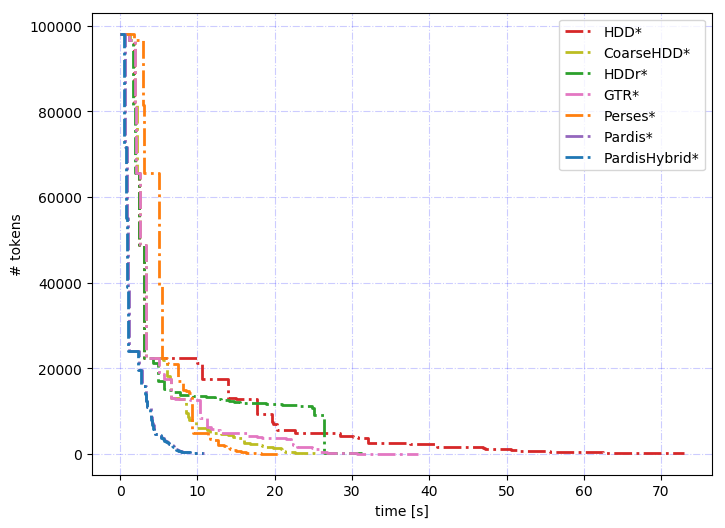 100000
80000
60000
40000
20000
0
# tokens
0 10 20 30 40 50 60 70
time [s]
HDD*
CoarseHDD*
HDDr*
GTR*
Perses*
Pardis*
PardisHybrid*